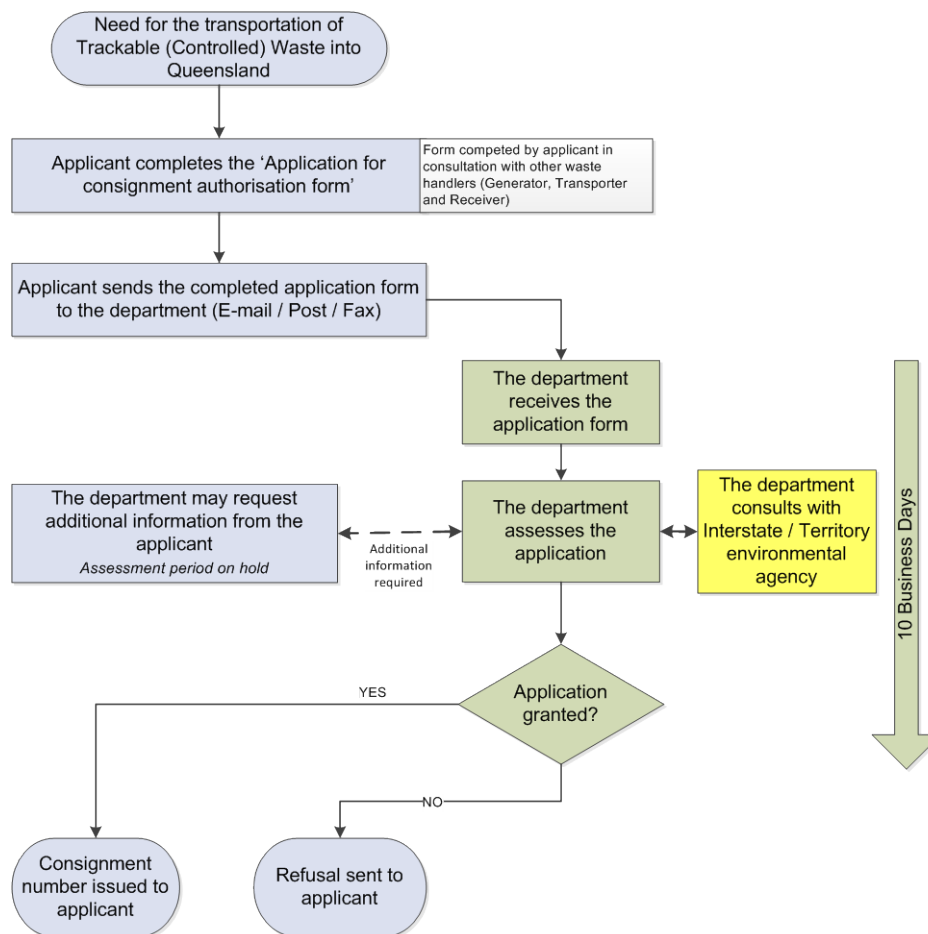 Need for the transportation of
Trackable (Controlled) Waste into
Queensland
Applicant completes the ‘Application for
consignment authorisation form’
Form competed by applicant in
consultation with other waste
handlers (Generator, Transporter
and Receiver)
Applicant sends the completed application form
to the department (E-mail / Post / Fax)
The department
receives the
application form
The department may request
additional information from the
applicant
Assessment period on hold
Additional
information
required
The department
assesses the
application
The department
consults with
Interstate / Territory
environmental
agency
10 Business Days
Application
granted?
YES
NO
Consignment
number issued to
applicant
Refusal sent to
applicant